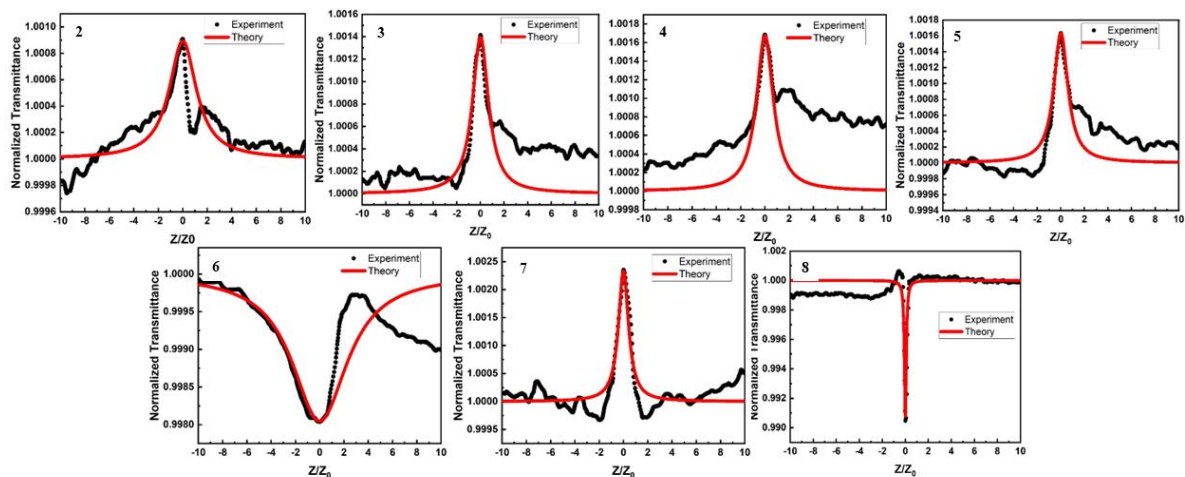 2
Experiment
Theory
Normalized Transmittance
1.0010
1.0008
1.0006
1.0004
1.0002
1.0000
0.9998
0.9996
-10 -8 -6 -4 -2 0 2 4 6 8 10
Z/Z0
3
Experiment
Theory
Normalized Transmittance
1.0016
1.0014
1.0012
1.0010
1.0008
1.0006
1.0004
1.0002
1.0000
0.9998
-10 -8 -6 -4 -2 0 2 4 6 8 10
Z/Z0
4
Experiment
Theory
Normalized Transmittance
1.0018
1.0016
1.0014
1.0012
1.0010
1.0008
1.0006
1.0004
1.0002
1.0000
0.9998
-10 -8 -6 -4 -2 0 2 4 6 8 10
Z/Z0
5
Experiment
Theory
Normalized Transmittance
1.0018
1.0016
1.0014
1.0012
1.0010
1.0008
1.0006
1.0004
1.0002
1.0000
0.9998
0.9996
0.9994
-10 -8 -6 -4 -2 0 2 4 6 8 10
Z/Z0
6
Experiment
Theory
Normalized Transmittance
1.0000
0.9995
0.9990
0.9985
0.9980
-10 -8 -6 -4 -2 0 2 4 6 8 10
Z/Z0
7
Experiment
Theory
Normalized Transmittance
1.0025
1.0020
1.0015
1.0010
1.0005
1.0000
0.9995
-10 -8 -6 -4 -2 0 2 4 6 8 10
Z/Z0
8
Experiment
Theory
Normalized Transmittance
1.002
1.000
0.998
0.996
0.994
0.992
0.990
-10 -8 -6 -4 -2 0 2 4 6 8 10
Z/Z0